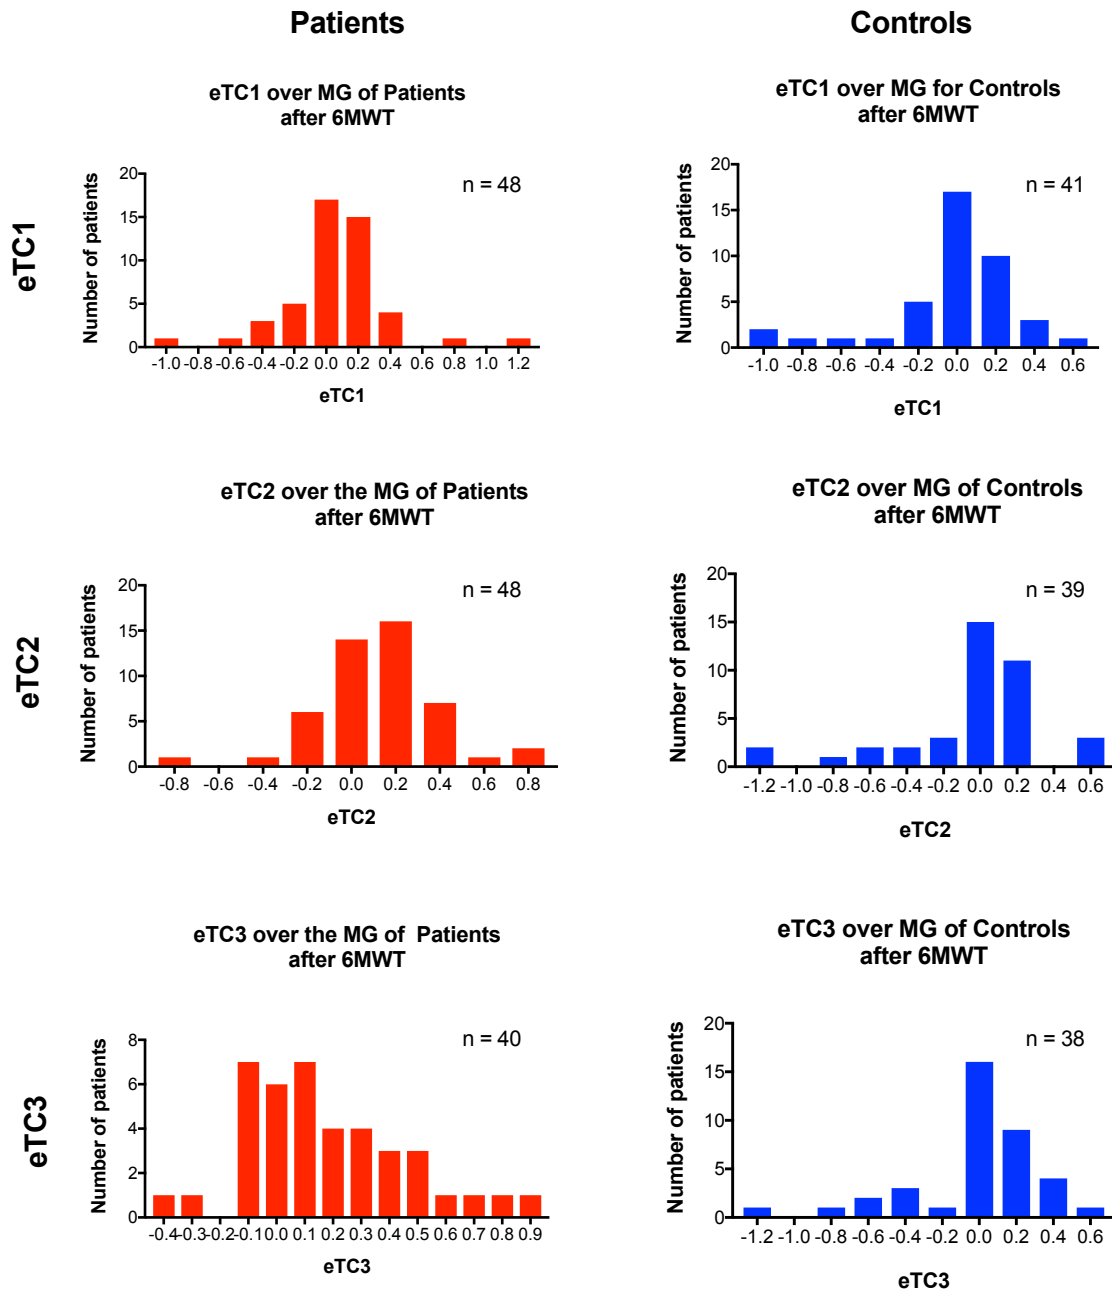 Patients
Controls
eTC1
eTC1 over MG of Patients
after 6MWT
n = 48
Number of patients
20
15
10
5
0
-1.0 -0.8 -0.6 -0.4 -0.2 0.0 0.2 0.4 0.6 0.8 1.0 1.2
eTC1
eTC1 over MG for Controls
after 6MWT
n = 41
Number of patients
20
15
10
5
0
-1.0 -0.8 -0.6 -0.4 -0.2 0.0 0.2 0.4 0.6
eTC1
eTC2
eTC2 over the MG of Patients
after 6MWT
n = 48
Number of patients
20
15
10
5
0
-0.8 -0.6 -0.4 -0.2 0.0 0.2 0.4 0.6 0.8
eTC2
eTC2 over MG of Controls
after 6MWT
n = 39
Number of patients
20
15
10
5
0
-1.2 -1.0 -0.8 -0.6 -0.4 -0.2 0.0 0.2 0.4 0.6
eTC2
eTC3
eTC3 over the MG of Patients
after 6MWT
n = 40
Number of patients
8
6
4
2
0
-0.4 -0.3 -0.2 -0.1 0.0 0.1 0.2 0.3 0.4 0.5 0.6 0.7 0.8 0.9
eTC3
eTC3 over MG of Controls
after 6MWT
n = 38
Number of patients
20
15
10
5
0
-1.2 -1.0 -0.8 -0.6 -0.4 -0.2 0.0 0.2 0.4 0.6
eTC3